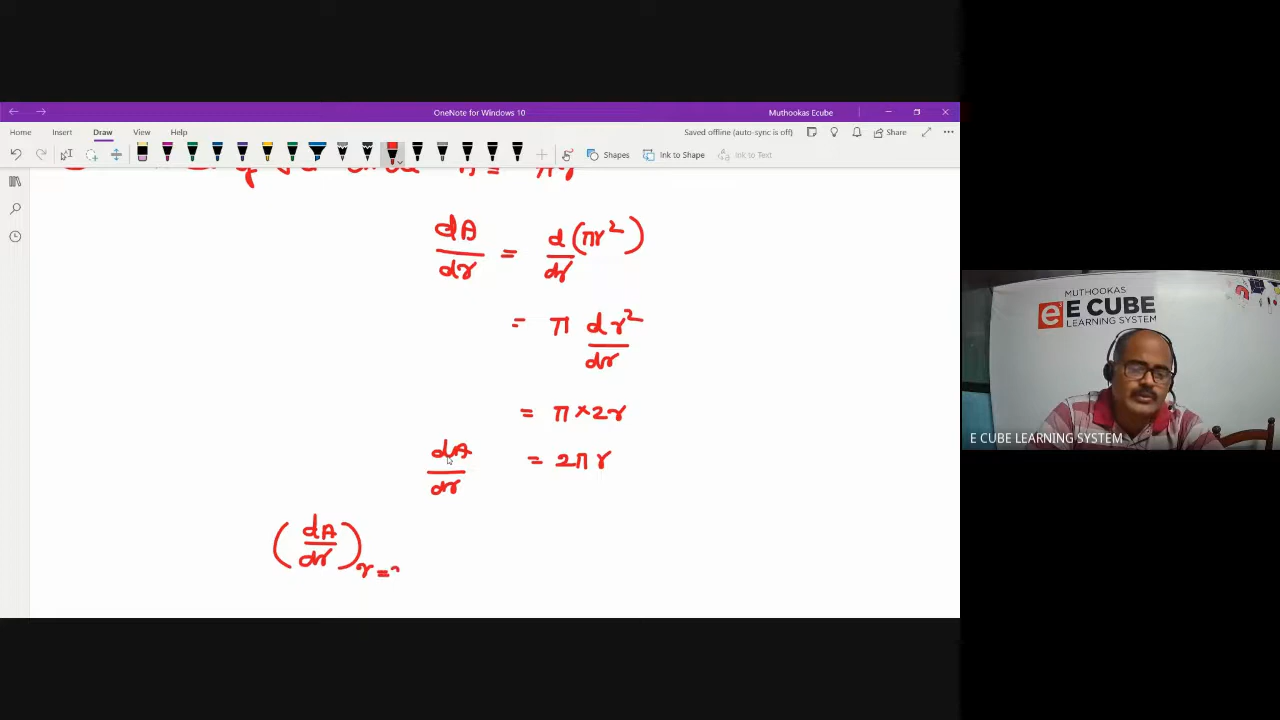 OneNote for Windows 10
Muthookas Ecube
Home Insert Draw View Help
Saved offline (auto-sync is off)
Share
Shapes
Ink to Shape
Ink to Text
dA/dr = d/dr (πr²)
= π dr²/dr
= π × 2r
dA/dr = 2πr
(dA/dr) r =
MUTHOOKAS
e³ E CUBE
LEARNING SYSTEM
E CUBE LEARNING SYSTEM